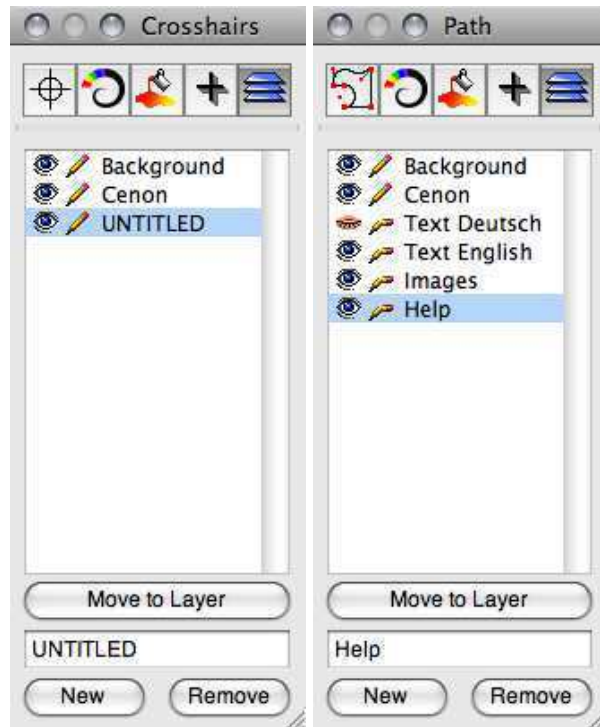 Crosshairs
Background
Cenon
UNTITLED
Move to Layer
UNTITLED
New Remove
Path
Background
Cenon
Text Deutsch
Text English
Images
Help
Move to Layer
Help
New Remove